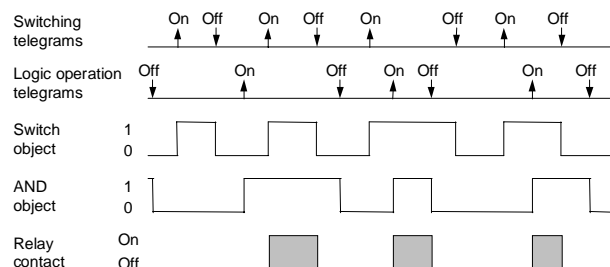 Switching telegrams
On Off On Off On Off On Off
Logic operation telegrams
Off On Off On Off On Off
Switch object
1
0
AND object
1
0
Relay contact
On
Off